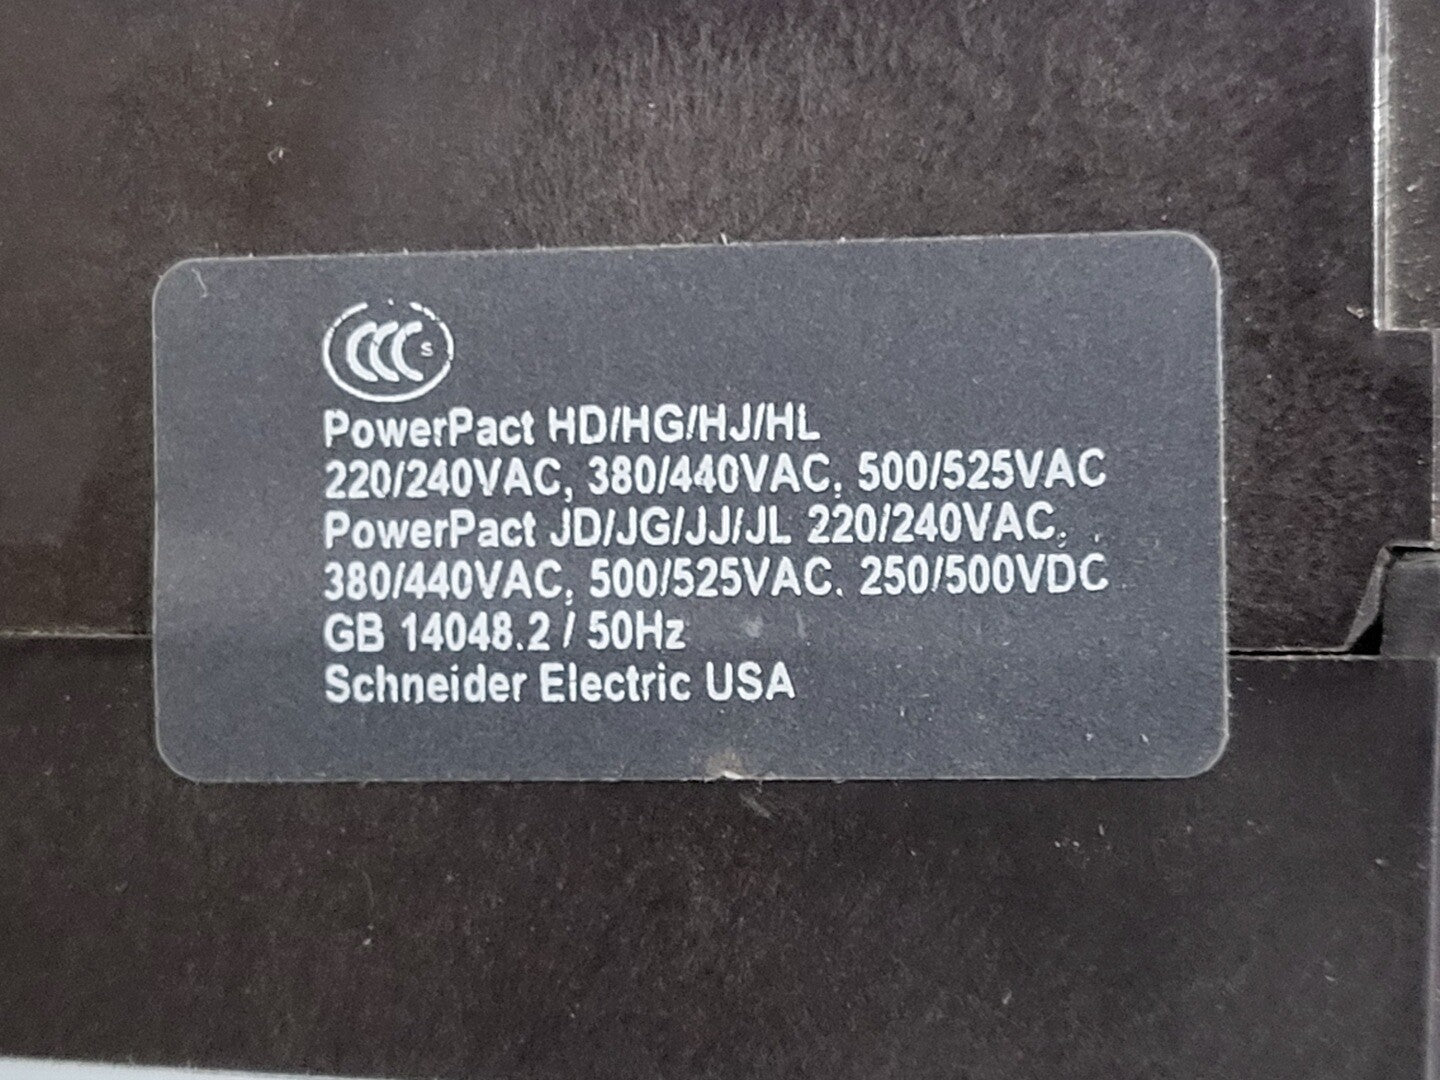 CCC S
PowerPact HD/HG/HJ/HL
220/240VAC, 380/440VAC, 500/525VAC
PowerPact JD/JG/JJ/JL 220/240VAC,
380/440VAC, 500/525VAC. 250/500VDC
GB 14048.2 / 50Hz
Schneider Electric USA